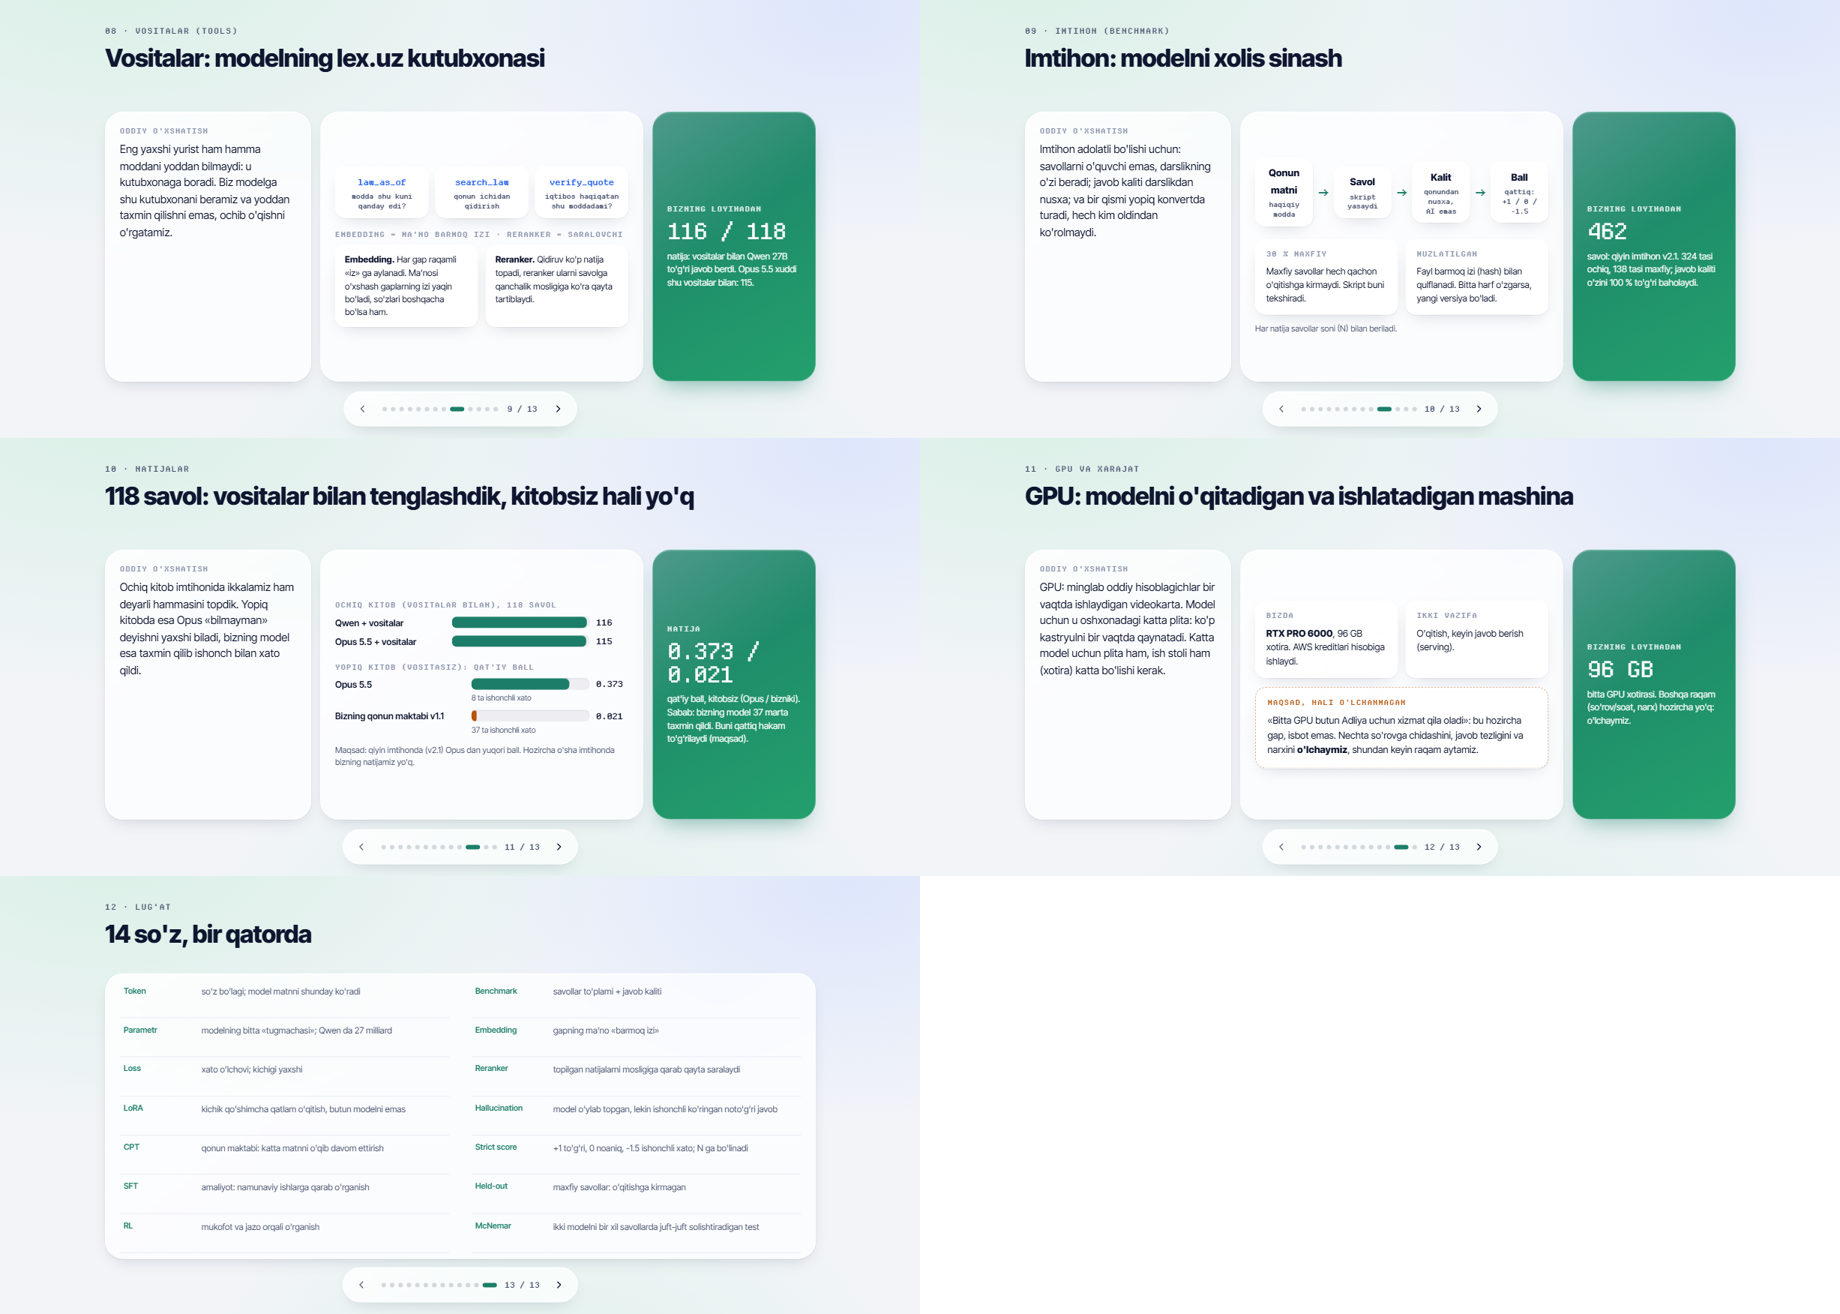 08 · VOSITALAR (TOOLS)
Vositalar: modelning lex.uz kutubxonasi
ODDIY O'XSHATISH
Eng yaxshi yurist ham hamma
moddani yoddan bilmaydi: u
kutubxonaga boradi. Biz modelga
shu kutubxonani beramiz va yoddan
taxmin qilishni emas, ochib o'qishni
o'rgatamiz.
law_as_of
modda shu kuni
qanday edi?
search_law
qonun ichidan
qidirish
verify_quote
iqtibos haqiqatan
shu moddadami?
EMBEDDING = MA'NO BARMOQ IZI · RERANKER = SARALOVCHI
Embedding. Har gap raqamli
«iz» ga aylanadi. Ma'nosi
o'xshash gaplarning izi yaqin
bo'ladi, so'zlari boshqacha
bo'lsa ham.
Reranker. Qidiruv ko'p natija
topadi, reranker ularni savolga
qanchalik mosligiga ko'ra qayta
tartiblaydi.
BIZNING LOYIHADAN
116 / 118
natija: vositalar bilan Qwen 27B
to'g'ri javob berdi. Opus 5.5 xuddi
shu vositalar bilan: 115.
9 / 13
09 · IMTIHON (BENCHMARK)
Imtihon: modelni xolis sinash
ODDIY O'XSHATISH
Imtihon adolatli bo'lishi uchun:
savollarni o'quvchi emas, darslikning
o'zi beradi; javob kaliti darslikdan
nusxa; va bir qismi yopiq konvertda
turadi, hech kim oldindan
ko'rolmaydi.
Qonun
matni
haqiqiy
modda
→
Savol
skript
yasaydi
→
Kalit
qonundan
nusxa,
AI emas
→
Ball
qattiq:
+1 / 0 /
-1.5
30 % MAXFIY
Maxfiy savollar hech qachon
o'qitishga kirmaydi. Skript buni
tekshiradi.
MUZLATILGAN
Fayl barmoq izi (hash) bilan
qulflanadi. Bitta harf o'zgarsa,
yangi versiya bo'ladi.
Har natija savollar soni (N) bilan beriladi.
BIZNING LOYIHADAN
462
savol: qiyin imtihon v2.1. 324 tasi
ochiq, 138 tasi maxfiy; javob kaliti
o'zini 100 % to'g'ri baholaydi.
10 / 13
10 · NATIJALAR
118 savol: vositalar bilan tenglashdik, kitobsiz hali yo'q
ODDIY O'XSHATISH
Ochiq kitob imtihonida ikkalamiz ham
deyarli hammasini topdik. Yopiq
kitobda esa Opus «bilmayman»
deyishni yaxshi biladi, bizning model
esa taxmin qilib ishonch bilan xato
qildi.
OCHIQ KITOB (VOSITALAR BILAN), 118 SAVOL
Qwen + vositalar 116
Opus 5.5 + vositalar 115
YOPIQ KITOB (VOSITASIZ): QAT'IY BALL
Opus 5.5 0.373
8 ta ishonchli xato
Bizning qonun maktabi v1.1 0.021
37 ta ishonchli xato
Maqsad: qiyin imtihonda (v2.1) Opus dan yuqori ball. Hozircha o'sha imtihonda
bizning natijamiz yo'q.
NATIJA
0.373 /
0.021
qat'iy ball, kitobsiz (Opus / bizniki).
Sabab: bizning model 37 marta
taxmin qildi. Buni qattiq hakam
to'g'rilaydi (maqsad).
11 / 13
11 · GPU VA XARAJAT
GPU: modelni o'qitadigan va ishlatadigan mashina
ODDIY O'XSHATISH
GPU: minglab oddiy hisoblagichlar bir
vaqtda ishlaydigan videokarta. Model
uchun u oshxonadagi katta plita: ko'p
kastryulni bir vaqtda qaynatadi. Katta
model uchun plita ham, ish stoli ham
(xotira) katta bo'lishi kerak.
BIZDA
RTX PRO 6000, 96 GB
xotira. AWS kreditlari hisobiga
ishlaydi.
IKKI VAZIFA
O'qitish, keyin javob berish
(serving).
MAQSAD, HALI O'LCHANMAGAN
«Bitta GPU butun Adliya uchun xizmat qila oladi»: bu hozircha
gap, isbot emas. Nechta so'rovga chidashini, javob tezligini va
narxini o'lchaymiz, shundan keyin raqam aytamiz.
BIZNING LOYIHADAN
96 GB
bitta GPU xotirasi. Boshqa raqam
(so'rov/soat, narx) hozircha yo'q:
o'lchaymiz.
12 / 13
12 · LUG'AT
14 so'z, bir qatorda
Token so'z bo'lagi; model matnni shunday ko'radi
Parametr modelning bitta «tugmachasi»; Qwen da 27 milliard
Loss xato o'lchovi; kichigi yaxshi
LoRA kichik qo'shimcha qatlam o'qitish, butun modelni emas
CPT qonun maktabi: katta matnni o'qib davom ettirish
SFT amaliyot: namunaviy ishlarga qarab o'rganish
RL mukofot va jazo orqali o'rganish
Benchmark savollar to'plami + javob kaliti
Embedding gapning ma'no «barmoq izi»
Reranker topilgan natijalarni mosligiga qarab qayta saralaydi
Hallucination model o'ylab topgan, lekin ishonchli ko'ringan noto'g'ri javob
Strict score +1 to'g'ri, 0 noaniq, -1.5 ishonchli xato; N ga bo'linadi
Held-out maxfiy savollar: o'qitishga kirmagan
McNemar ikki modelni bir xil savollarda juft-juft solishtiradigan test
13 / 13